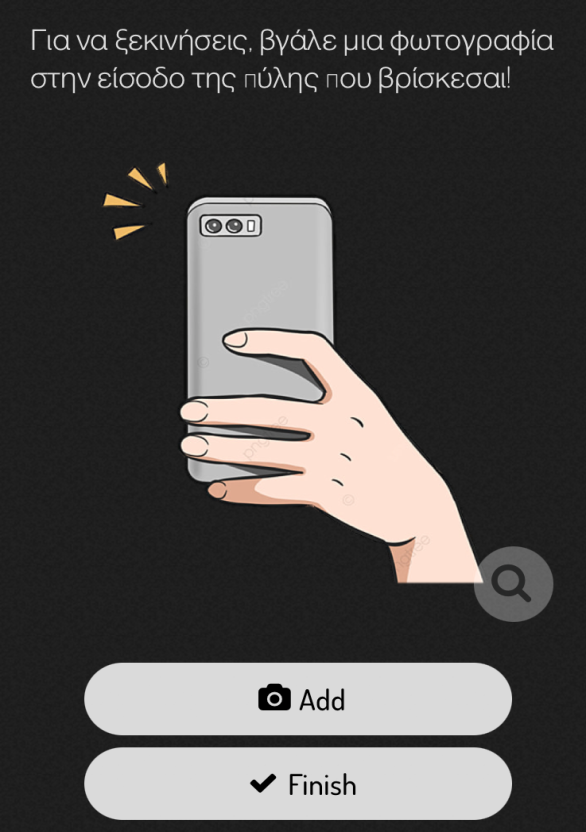 Για να ξεκινήσεις, βγάλε μια φωτογραφία
στην είσοδο της πύλης που βρίσκεσαι!
Add
Finish